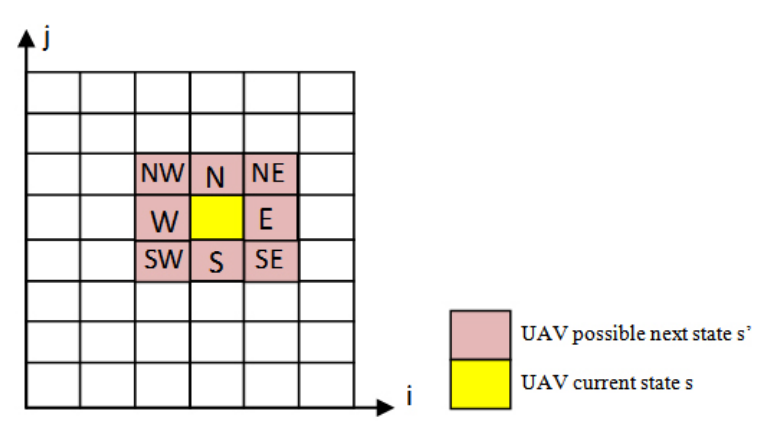 j
NW N NE
W E
SW S SE
i
UAV possible next state s’
UAV current state s